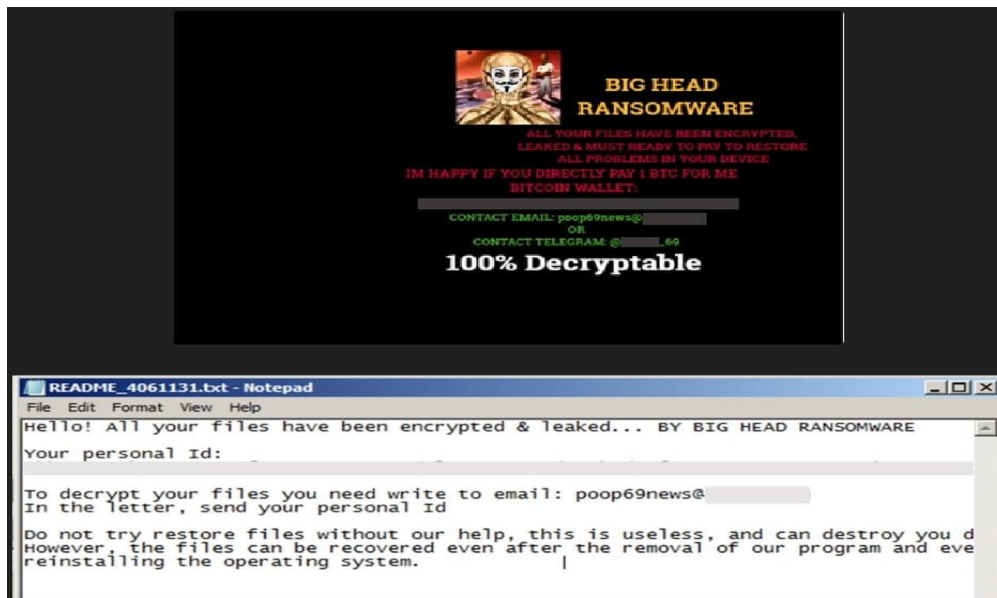 BIG HEAD
RANSOMWARE
ALL YOUR FILES HAVE BEEN ENCRYPTED,
LEAKED & MUST READY TO PAY TO RESTORE
ALL PROBLEMS IN YOUR DEVICE
IM HAPPY IF YOU DIRECTLY PAY 1 BTC FOR ME
BITCOIN WALLET:
CONTACT EMAIL: poop69news@
OR
CONTACT TELEGRAM: @ _69
100% Decryptable
README_4061131.txt - Notepad
File Edit Format View Help
Hello! All your files have been encrypted & leaked... BY BIG HEAD RANSOMWARE
Your personal Id:
To decrypt your files you need write to email: poop69news@
In the letter, send your personal Id
Do not try restore files without our help, this is useless, and can destroy you d
However, the files can be recovered even after the removal of our program and eve
reinstalling the operating system.